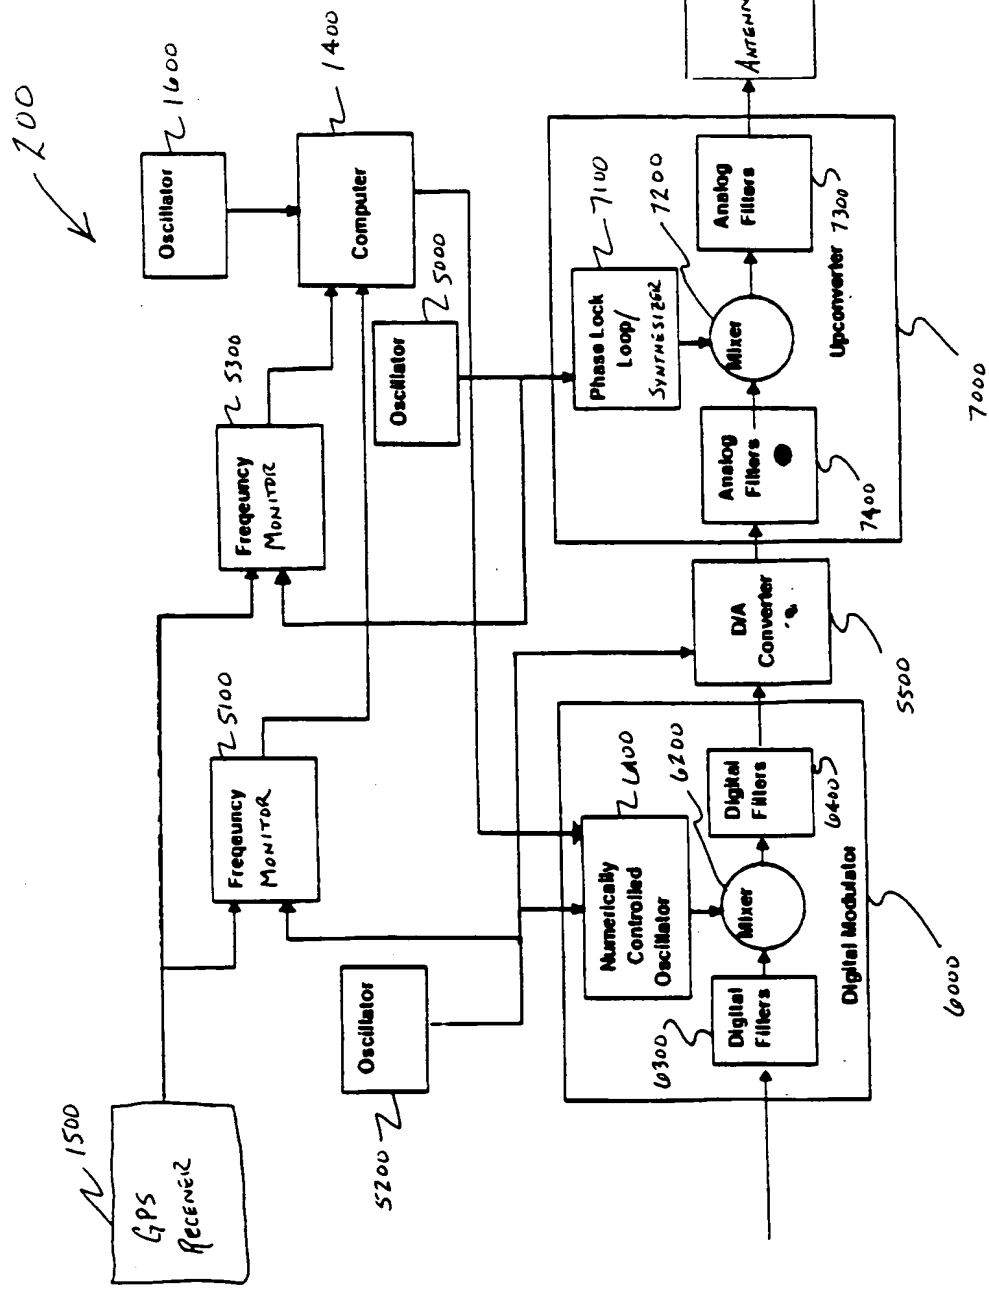 200
Oscillator
1600
Computer
1400
Freqeuncy
MONITOR
5300
Oscillator
5000
Freqeuncy
MONITOR
5100
GPS
RECEIVER
1500
Oscillator
5200
Numerically
Controlled
Oscillator
6100
Mixer
6200
Digital
Filters
6300
Digital
Filters
6400
Digital Modulator
6000
D/A
Converter
5500
Phase Lock
Loop/
SYNTHESIZER
7100
Mixer
7200
Analog
Filters
7400
Analog
Filters
7300
Upconverter
7000